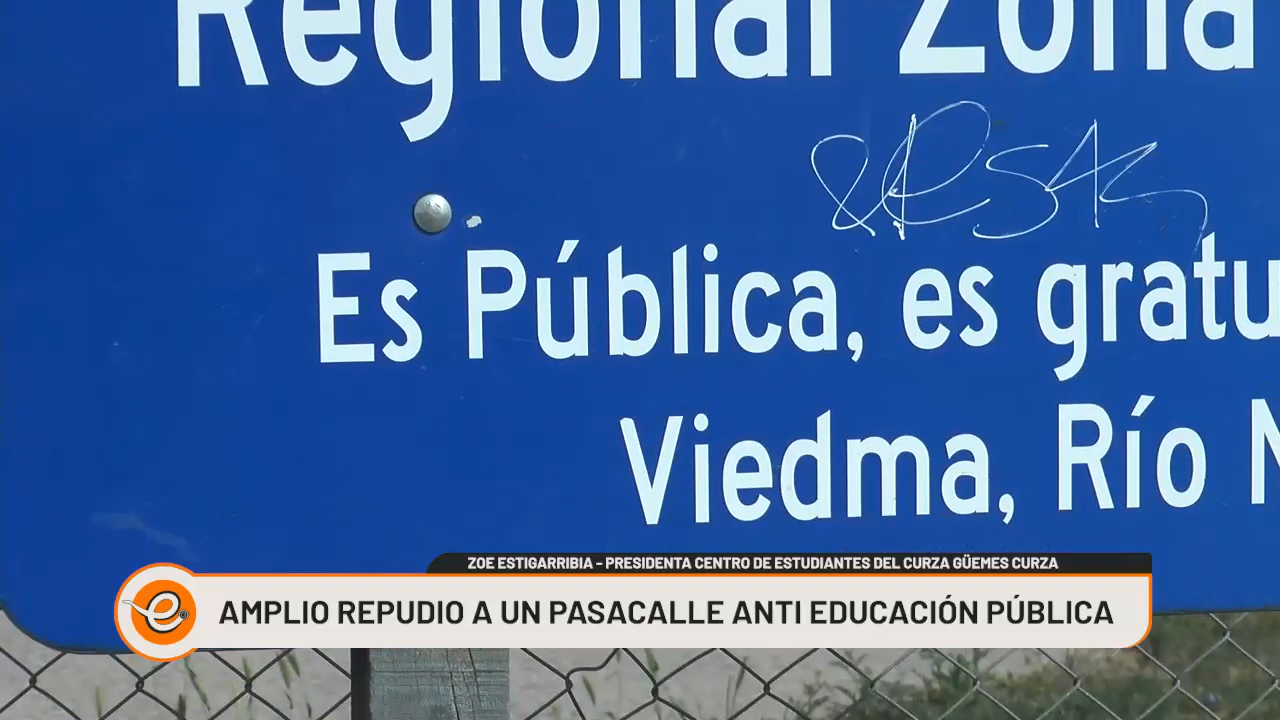 Regional Zona
Es Pública, es gratu
Viedma, Río N
ZOE ESTIGARRIBIA - PRESIDENTA CENTRO DE ESTUDIANTES DEL CURZA GÜEMES CURZA
AMPLIO REPUDIO A UN PASACALLE ANTI EDUCACIÓN PÚBLICA